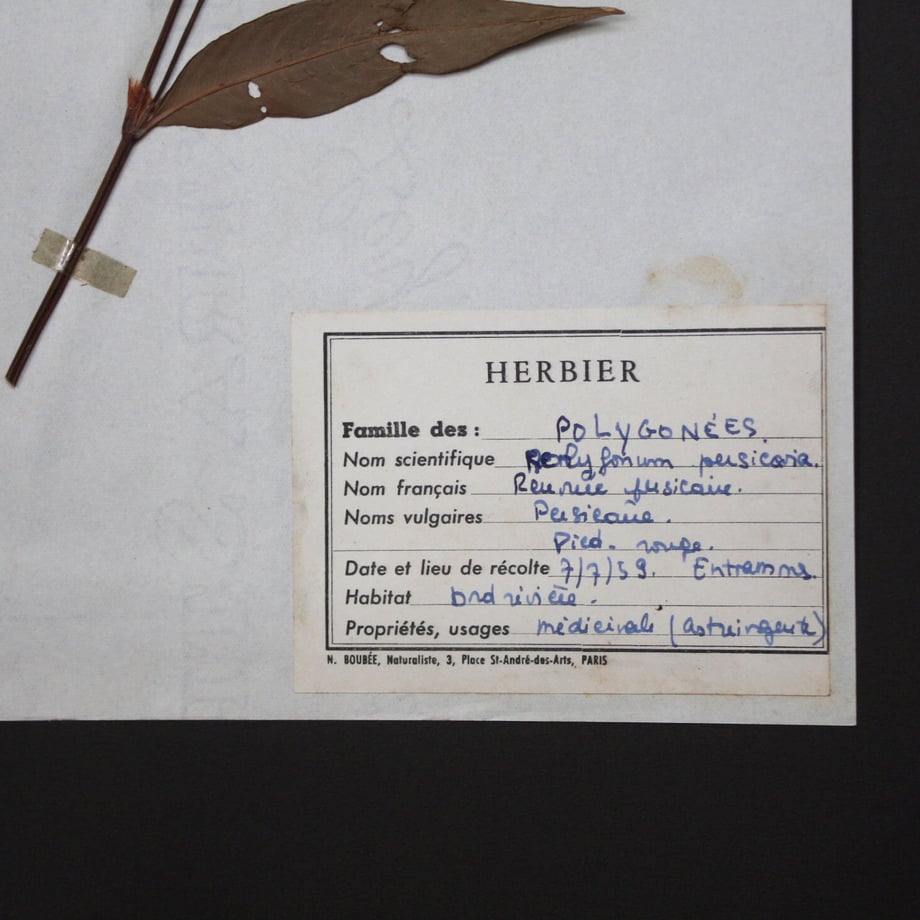 HERBIER
Famille des : POLYGONÉES.
Nom scientifique Polygonum persicaria.
Nom français Renouée persicaire.
Noms vulgaires Persicaire.
Pied. rouge.
Date et lieu de récolte 7/7/59. Entrammes.
Habitat bord rivière.
Propriétés, usages médicinale (astringente)
N. BOUBÉE, Naturaliste, 3, Place St-André-des-Arts, PARIS